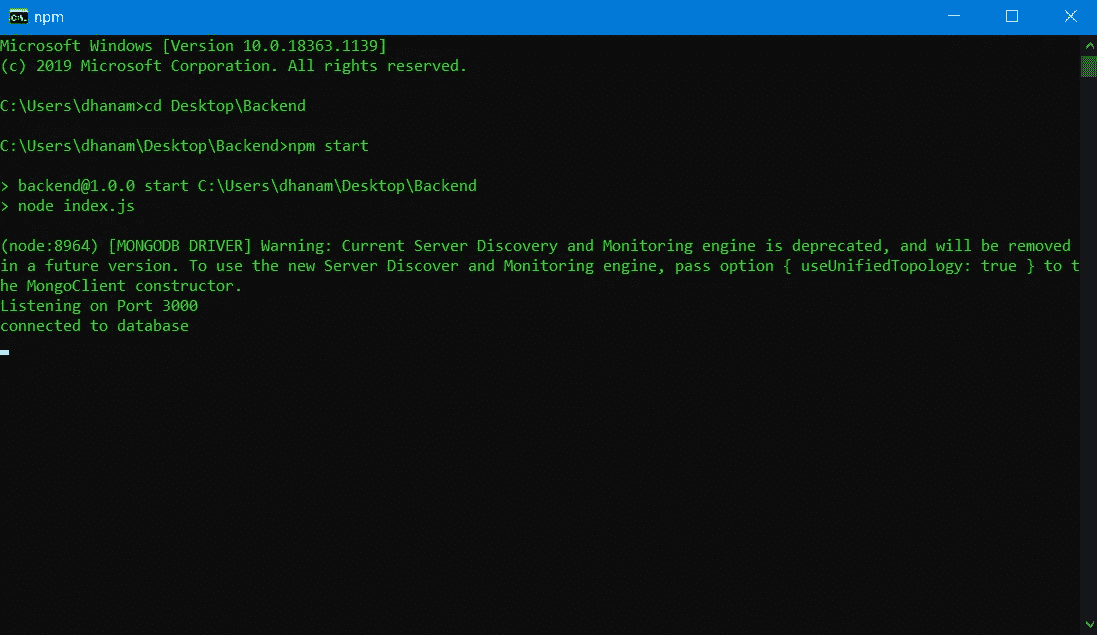 npm
Microsoft Windows [Version 10.0.18363.1139]
(c) 2019 Microsoft Corporation. All rights reserved.
C:\Users\dhanam>cd Desktop\Backend
C:\Users\dhanam\Desktop\Backend>npm start
> backend@1.0.0 start C:\Users\dhanam\Desktop\Backend
> node index.js
(node:8964) [MONGODB DRIVER] Warning: Current Server Discovery and Monitoring engine is deprecated, and will be removed
in a future version. To use the new Server Discover and Monitoring engine, pass option { useUnifiedTopology: true } to t
he MongoClient constructor.
Listening on Port 3000
connected to database